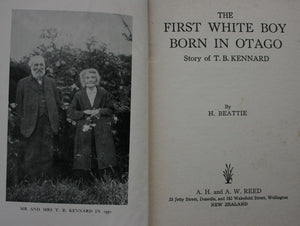 MR AND MRS T. B. KENNARD IN
THE
FIRST WHITE BOY
BORN IN OTAGO
Story of T. B. KENNARD
By
H. BEATTIE
A. H. and A. W. REED
33 Jetty Street, Dunedin, and 182 Wakefield Street, Wellington
NEW ZEALAND